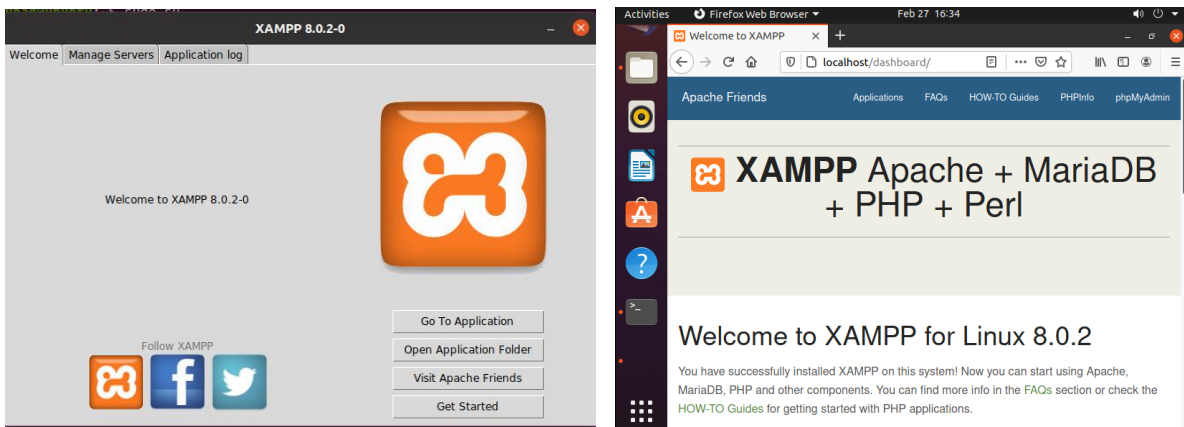 XAMPP 8.0.2-0
Welcome Manage Servers Application log
Welcome to XAMPP 8.0.2-0
Go To Application
Open Application Folder
Visit Apache Friends
Get Started
Follow XAMPP
Activities Firefox Web Browser Feb 27 16:34
Welcome to XAMPP
localhost/dashboard/
Apache Friends Applications FAQs HOW-TO Guides PHPInfo phpMyAdmin
XAMPP Apache + MariaDB
+ PHP + Perl
Welcome to XAMPP for Linux 8.0.2
You have successfully installed XAMPP on this system! Now you can start using Apache,
MariaDB, PHP and other components. You can find more info in the FAQs section or check the
HOW-TO Guides for getting started with PHP applications.